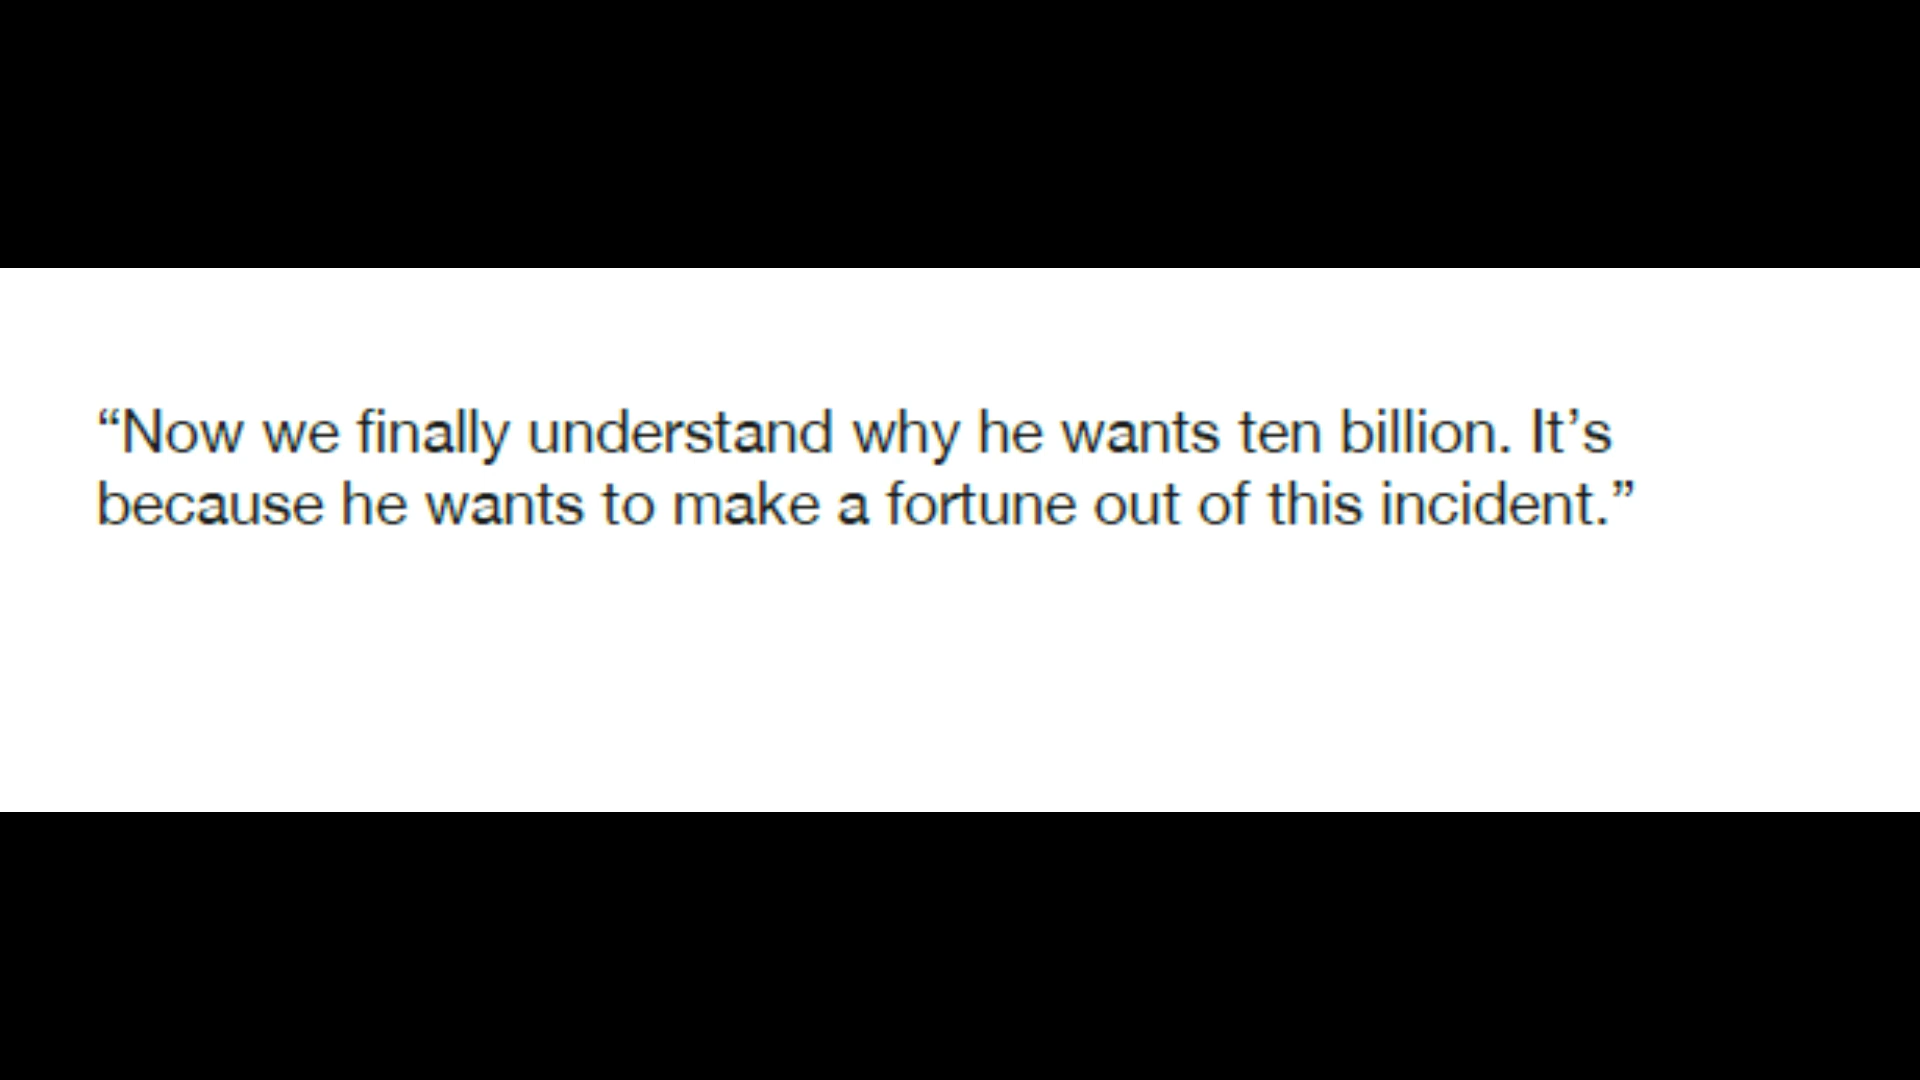 “Now we finally understand why he wants ten billion. It’s
because he wants to make a fortune out of this incident.”